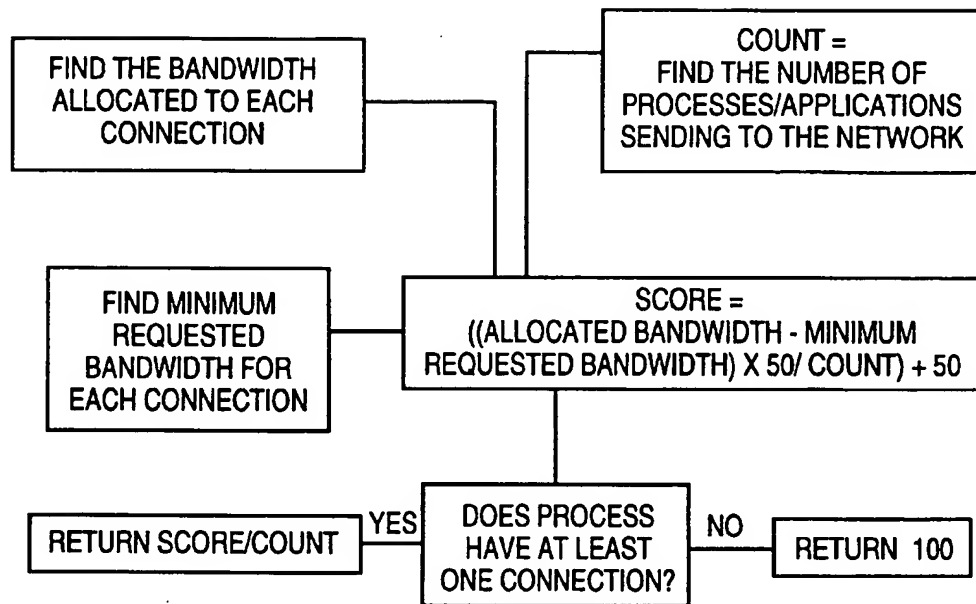 FIND THE BANDWIDTH
ALLOCATED TO EACH
CONNECTION
COUNT =
FIND THE NUMBER OF
PROCESSES/APPLICATIONS
SENDING TO THE NETWORK
FIND MINIMUM
REQUESTED
BANDWIDTH FOR
EACH CONNECTION
SCORE =
((ALLOCATED BANDWIDTH - MINIMUM
REQUESTED BANDWIDTH) X 50/ COUNT) + 50
RETURN SCORE/COUNT
YES
DOES PROCESS
HAVE AT LEAST
ONE CONNECTION?
NO
RETURN 100